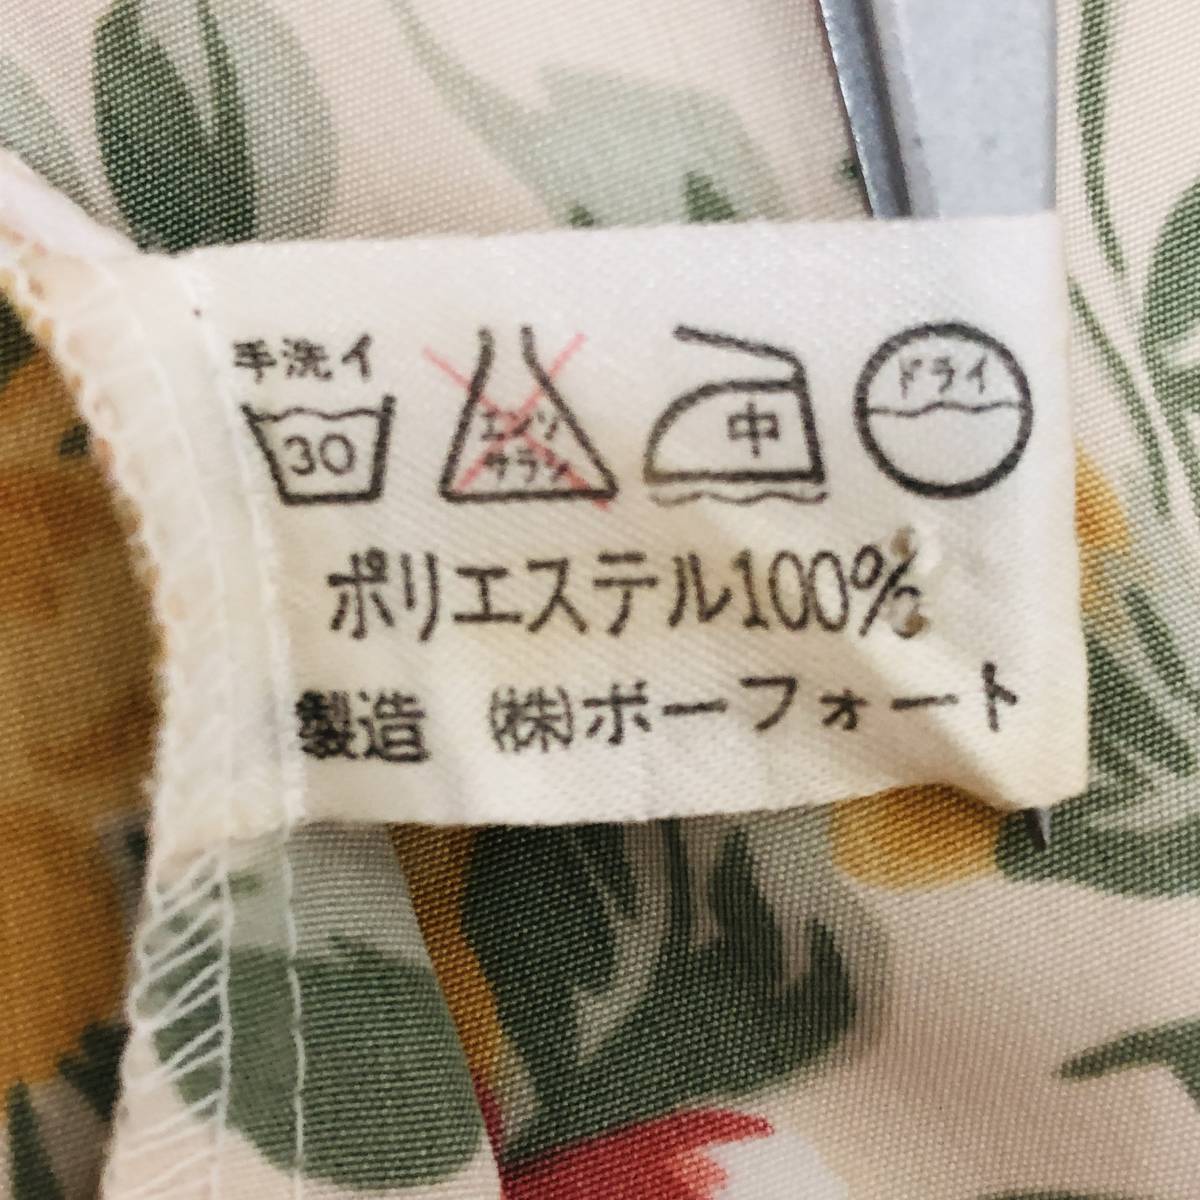 手洗イ
30 エンソ 中 ドライ
サラシ
ポリエステル100%
製造 ㈱ボーフォート